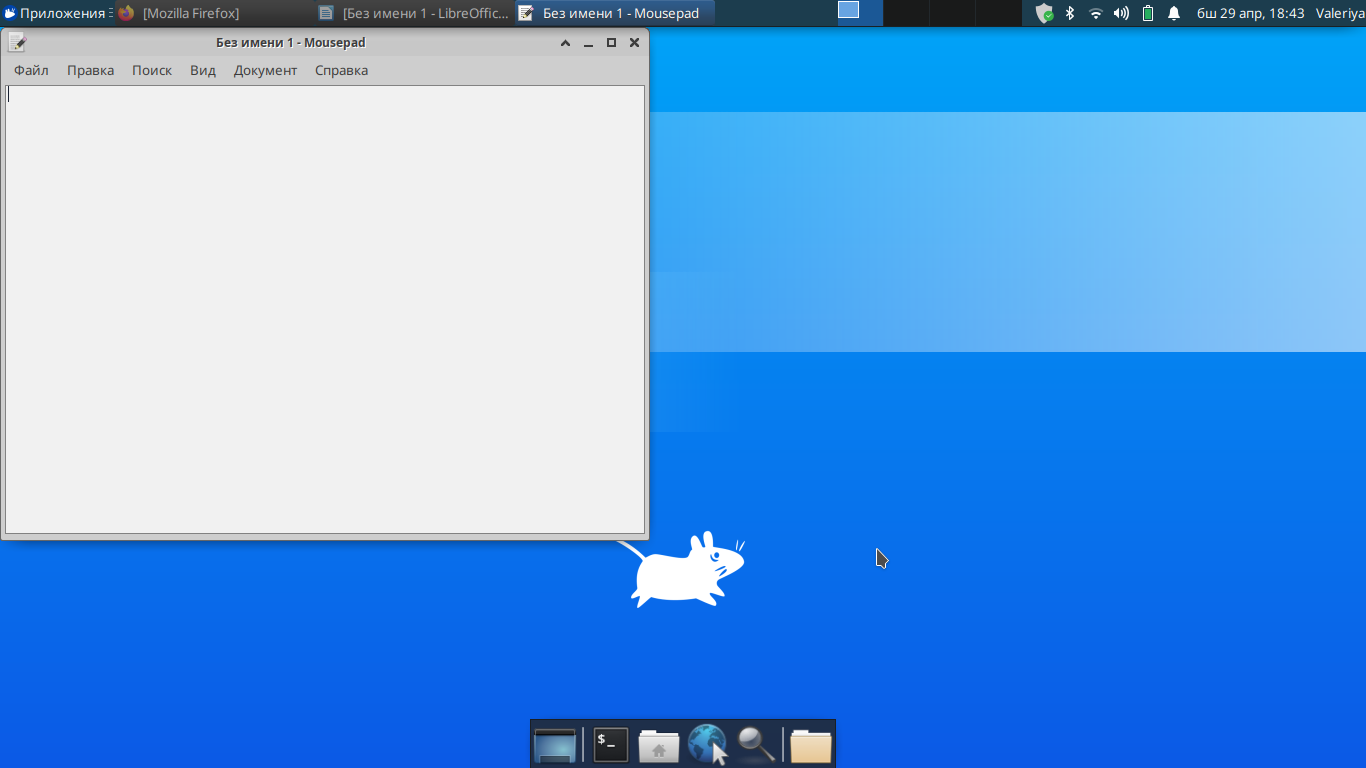 Приложения [Mozilla Firefox] [Без имени 1 - LibreOffic... Без имени 1 - Mousepad бш 29 апр, 18:43 Valeriya
Без имени 1 - Mousepad
Файл Правка Поиск Вид Документ Справка
$_